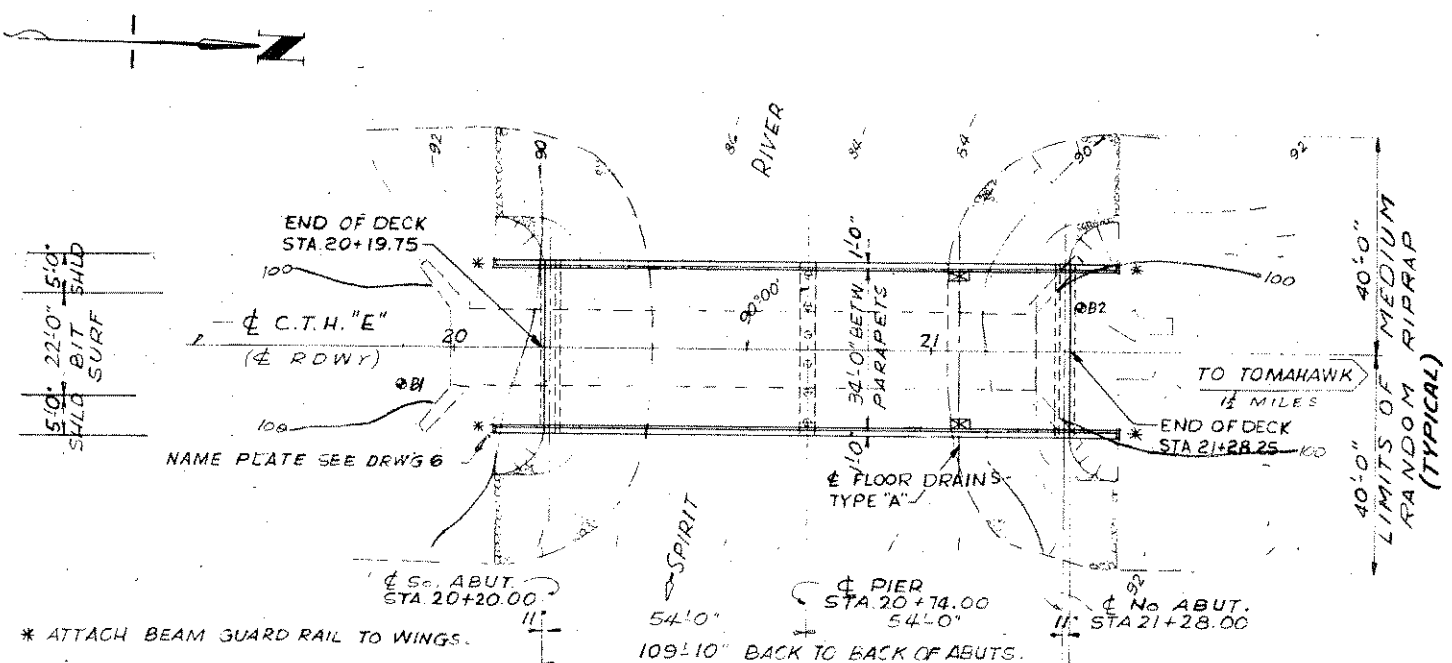 N
92
90
86
RIVER
84
90
92
END OF DECK
STA. 20+19.75
5'-0"
SHLD
22'-0"
BIT
SURF
5'-0"
SHLD
100
℄ C.T.H. "E"
(℄ RDWY)
20
B1
100
90°00'
1'-0"
34'-0" BETW.
PARAPETS
1'-0"
21
B2
100
TO TOMAHAWK
1½ MILES
END OF DECK
STA 21+28.25
100
40'-0"
40'-0"
LIMITS OF MEDIUM
RANDOM RIPRAP
(TYPICAL)
NAME PLATE SEE DRWG 6
℄ FLOOR DRAINS-
TYPE "A"
SPIRIT
92
℄ So. ABUT.
STA. 20+20.00
℄ PIER
STA. 20+74.00
℄ No ABUT.
STA 21+28.00
11"
54'-0"
54'-0"
11"
* ATTACH BEAM GUARD RAIL TO WINGS.
109'-10" BACK TO BACK OF ABUTS.